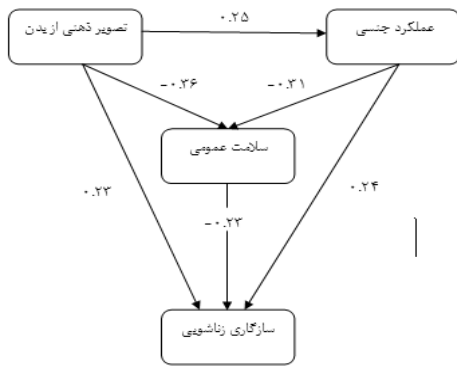 ۰.۲۵
عملکرد جنسی
تصویر ذهنی از بدن
-۰.۳۶
-۰.۳۱
سلامت عمومی
۰.۲۳
-۰.۲۳
۰.۲۴
سازگاری زناشویی